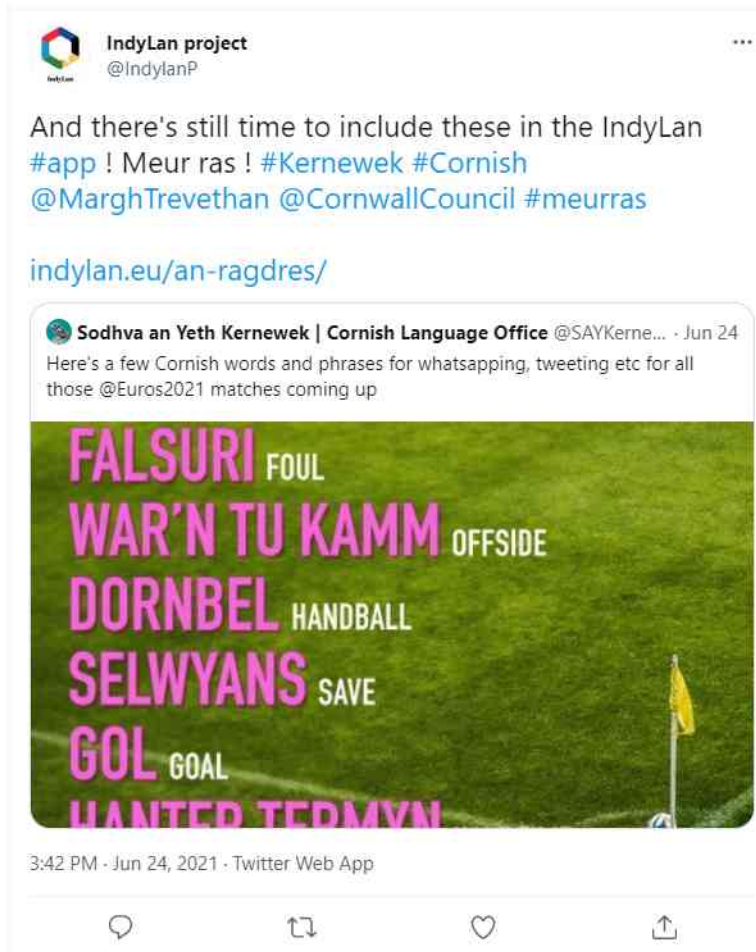 IndyLan project
@IndylanP
IndyLan
And there's still time to include these in the IndyLan
#app ! Meur ras ! #Kernewek #Cornish
@MarghTrevethan @CornwallCouncil #meurras
indylan.eu/an-ragdres/
Sodhva an Yeth Kernewek | Cornish Language Office @SAYKerne... · Jun 24
Here's a few Cornish words and phrases for whatsapping, tweeting etc for all
those @Euros2021 matches coming up
FALSURI FOUL
WAR'N TU KAMM OFFSIDE
DORNBEL HANDBALL
SELWYANS SAVE
GOL GOAL
HANTER TERMYN
3:42 PM · Jun 24, 2021 · Twitter Web App